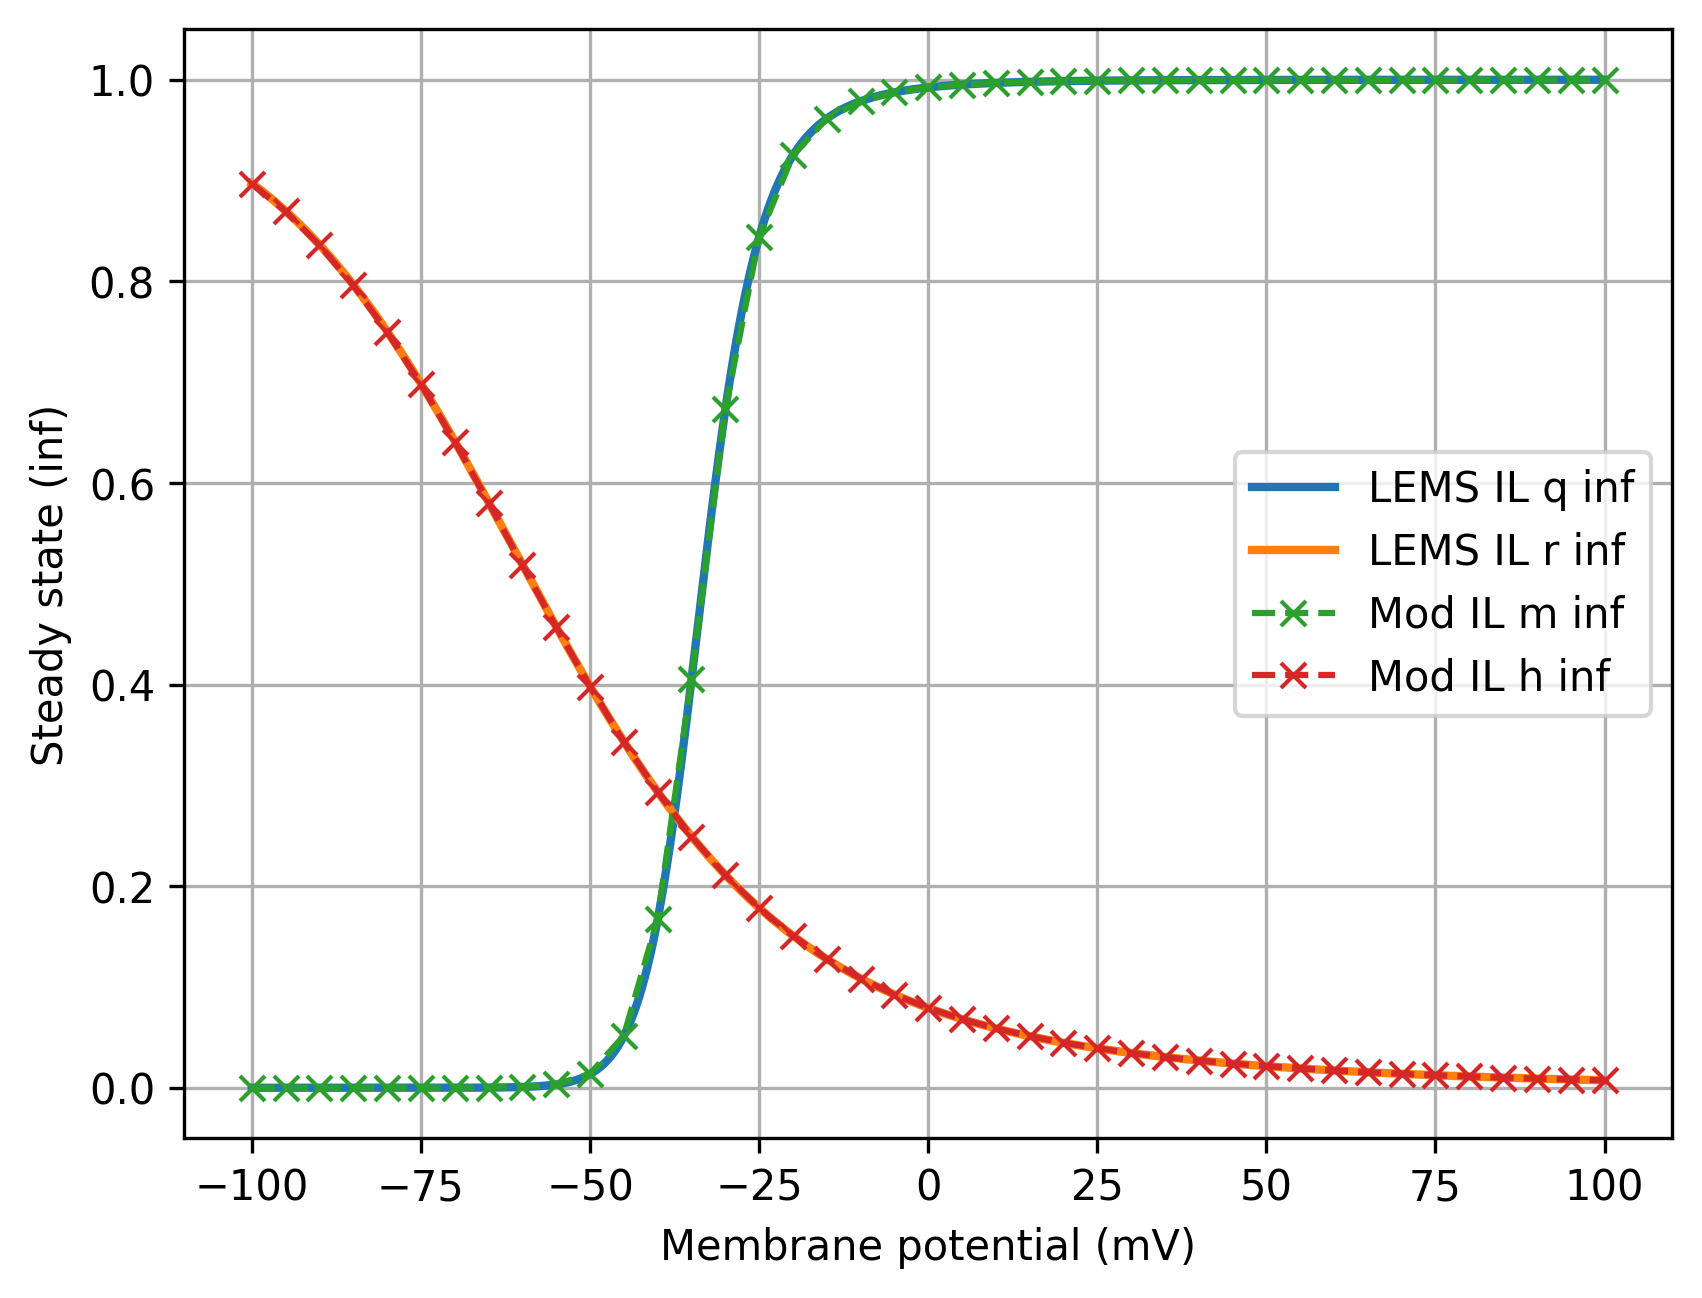 1.0
0.8
0.6
0.4
0.2
0.0
Steady state (inf)
LEMS IL q inf
LEMS IL r inf
Mod IL m inf
Mod IL h inf
−100 −75 −50 −25 0 25 50 75 100
Membrane potential (mV)